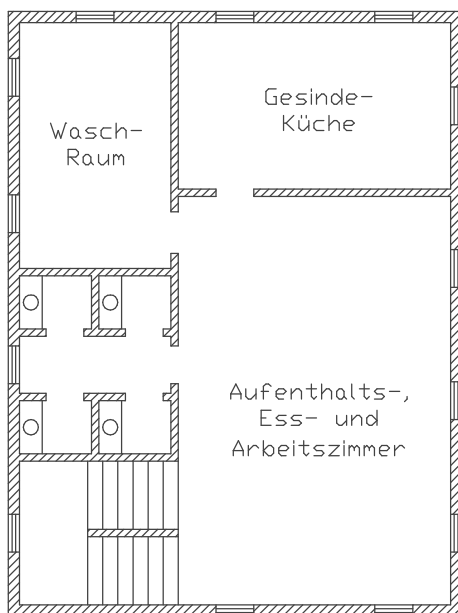 Gesinde-
Küche
Wasch-
Raum
Aufenthalts-,
Ess- und
Arbeitszimmer